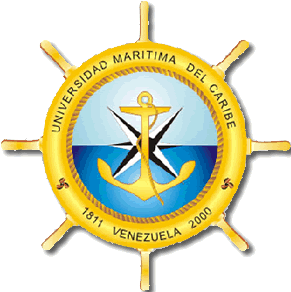 UNIVERSIDAD MARITIMA DEL CARIBE
1811 VENEZUELA 2000